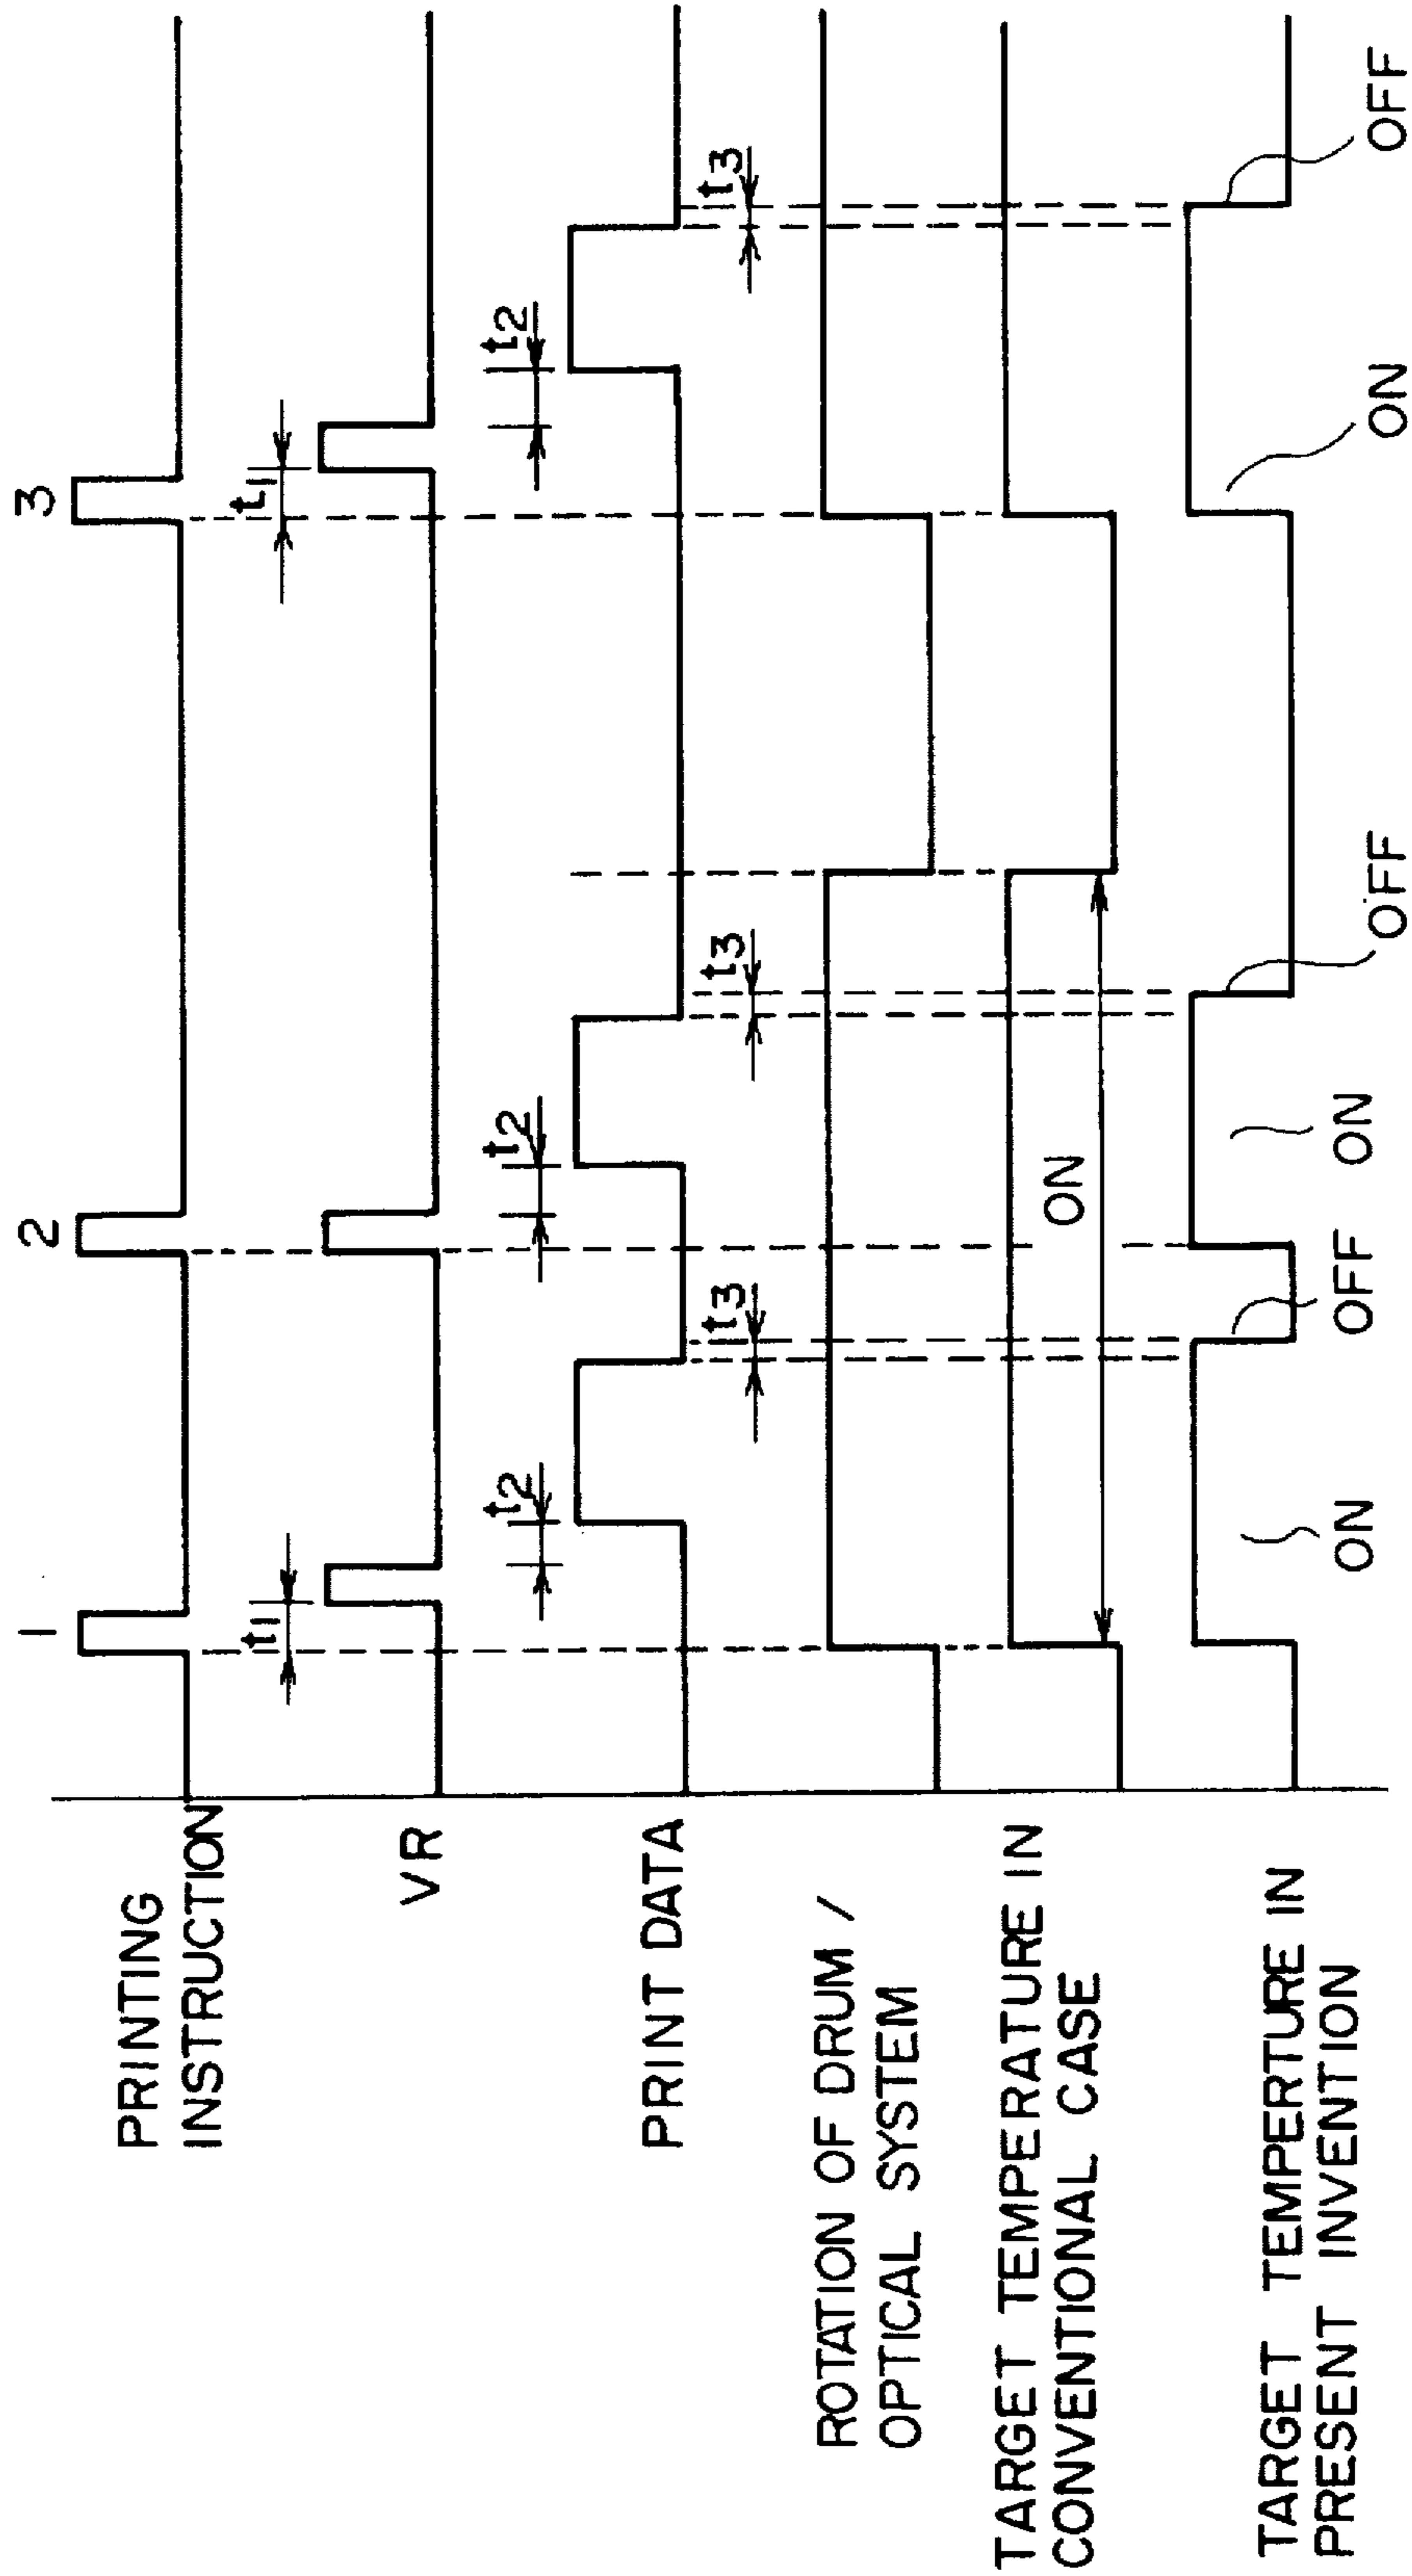 1
2
3
PRINTING
INSTRUCTION
t1
t1
VR
t2
t2
t2
PRINT DATA
t3
t3
t3
ROTATION OF DRUM /
OPTICAL SYSTEM
TARGET TEMPERATURE IN
CONVENTIONAL CASE
ON
TARGET TEMPERTURE IN
PRESENT INVENTION
ON
OFF
ON
OFF
ON
OFF